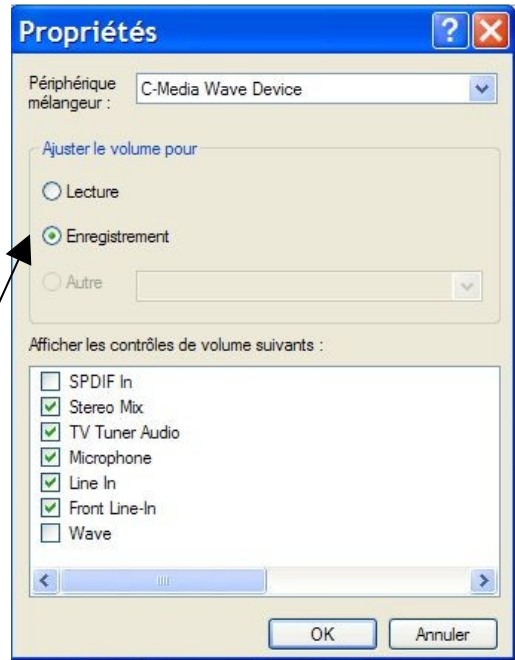 Propriétés
Périphérique
mélangeur :
C-Media Wave Device
Ajuster le volume pour
Lecture
Enregistrement
Autre
Afficher les contrôles de volume suivants :
SPDIF In
Stereo Mix
TV Tuner Audio
Microphone
Line In
Front Line-In
Wave
OK Annuler